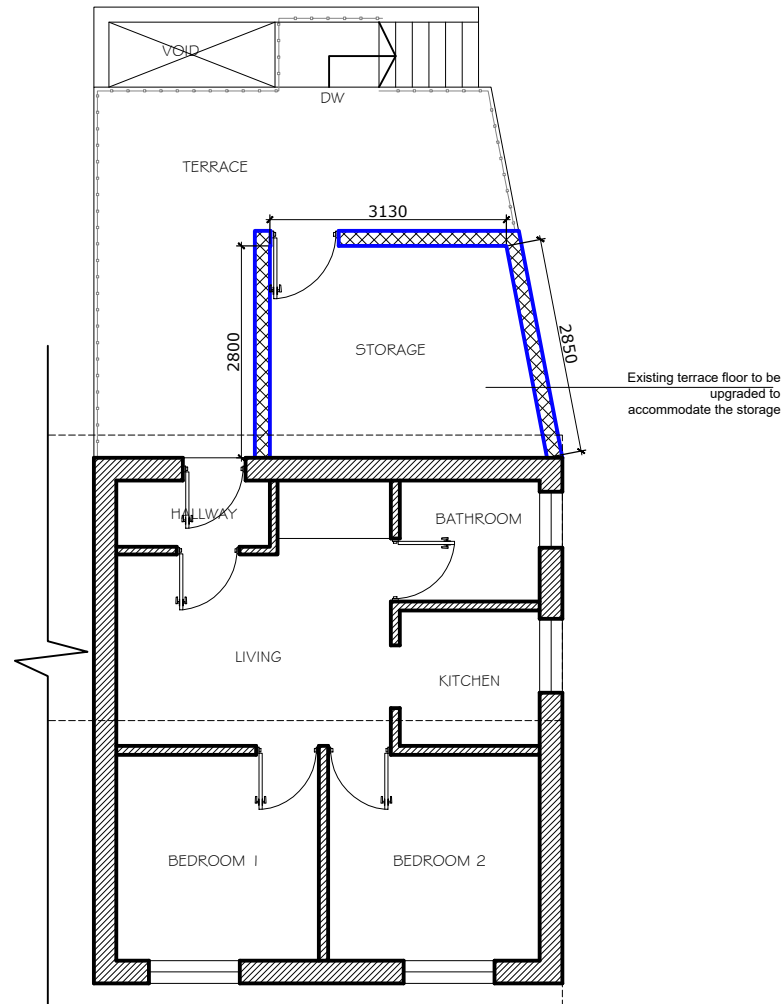 VOID
DW
TERRACE
3130
2800
STORAGE
2850
Existing terrace floor to be
upgraded to
accommodate the storage
HALLWAY
BATHROOM
LIVING
KITCHEN
BEDROOM 1
BEDROOM 2